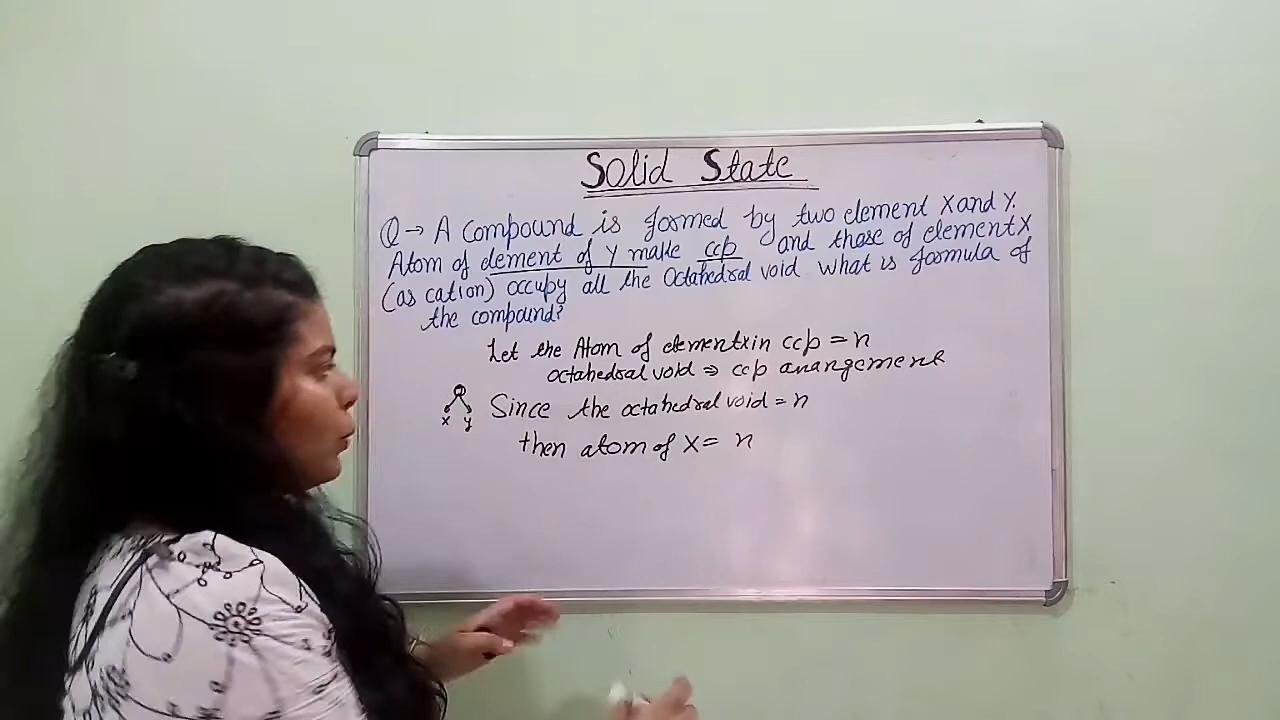 Solid State
Q→ A compound is formed by two element X and Y.
Atom of element of Y make ccp and those of element X
(as cation) occupy all the Octahedral void what is formula of
the compound?
Let the Atom of element x in ccp = n
octahedral void ⇒ ccp arrangement
Since the octahedral void = n
x y
then atom of X = n